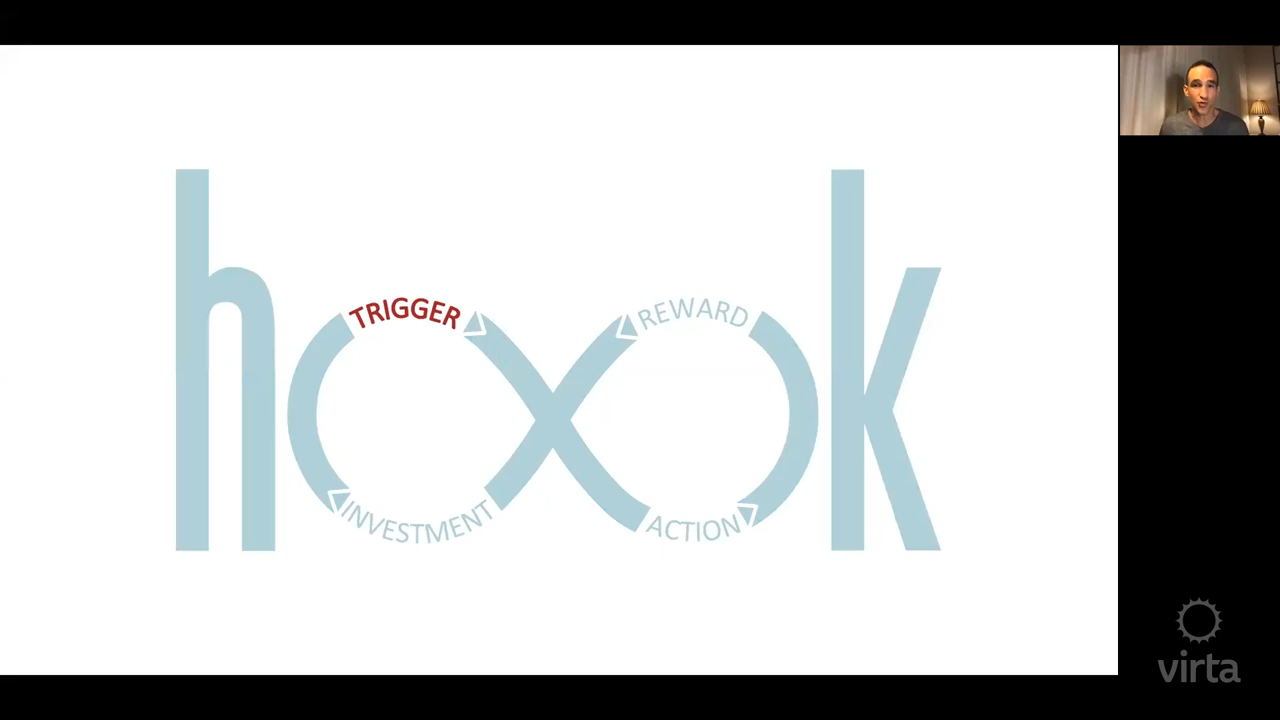 hook
TRIGGER
REWARD
INVESTMENT
ACTION
virta